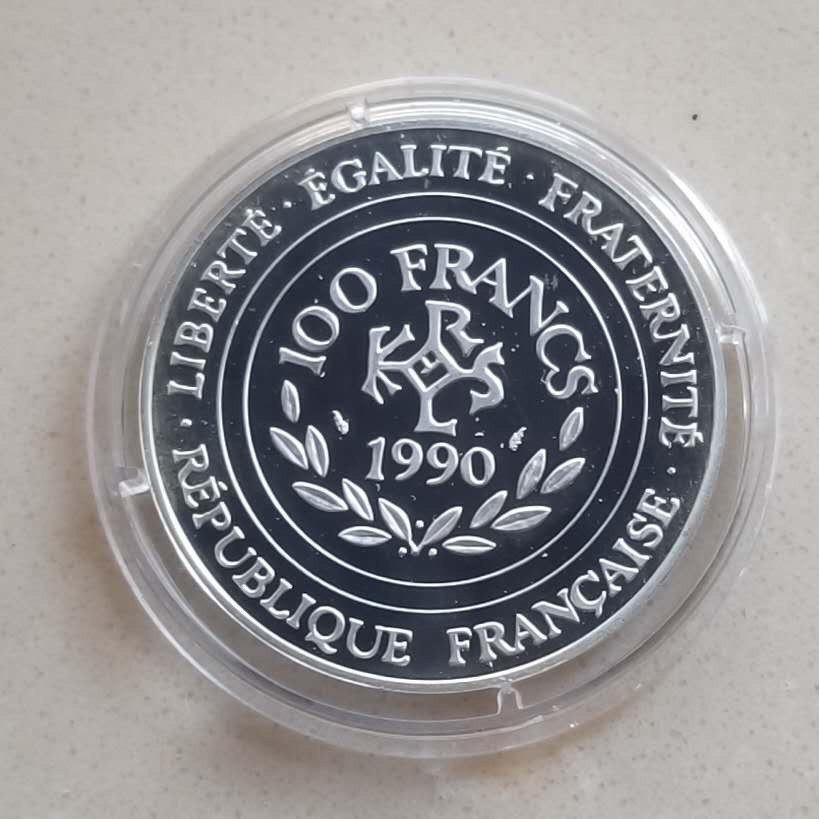 LIBERTÉ · ÉGALITÉ · FRATERNITÉ ·
RÉPUBLIQUE FRANÇAISE
100 FRANCS
K R L S
1990